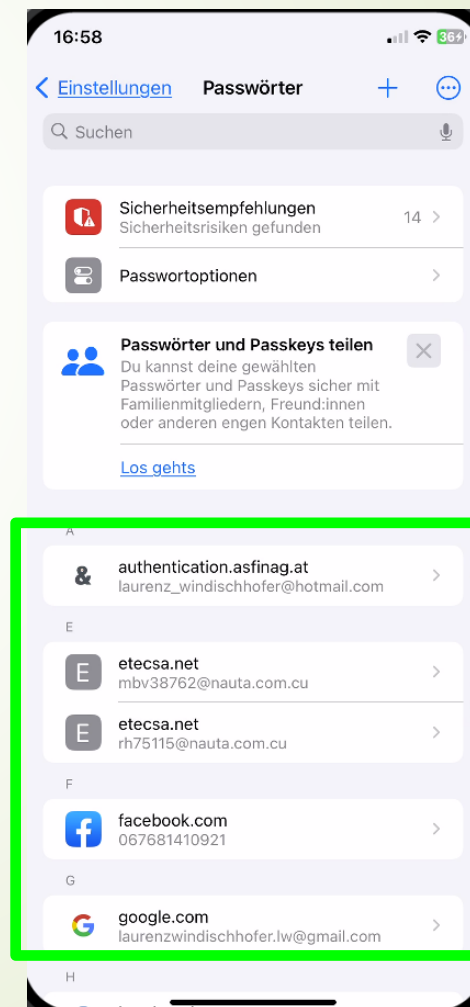 16:58
36
Einstellungen
Passwörter
Suchen
Sicherheitsempfehlungen
Sicherheitsrisiken gefunden
14
Passwortoptionen
Passwörter und Passkeys teilen
Du kannst deine gewählten
Passwörter und Passkeys sicher mit
Familienmitgliedern, Freund:innen
oder anderen engen Kontakten teilen.
Los gehts
A
&
authentication.asfinag.at
laurenz_windischhofer@hotmail.com
E
E
etecsa.net
mbv38762@nauta.com.cu
E
etecsa.net
rh75115@nauta.com.cu
F
f
facebook.com
067681410921
G
G
google.com
laurenzwindischhofer.lw@gmail.com
H